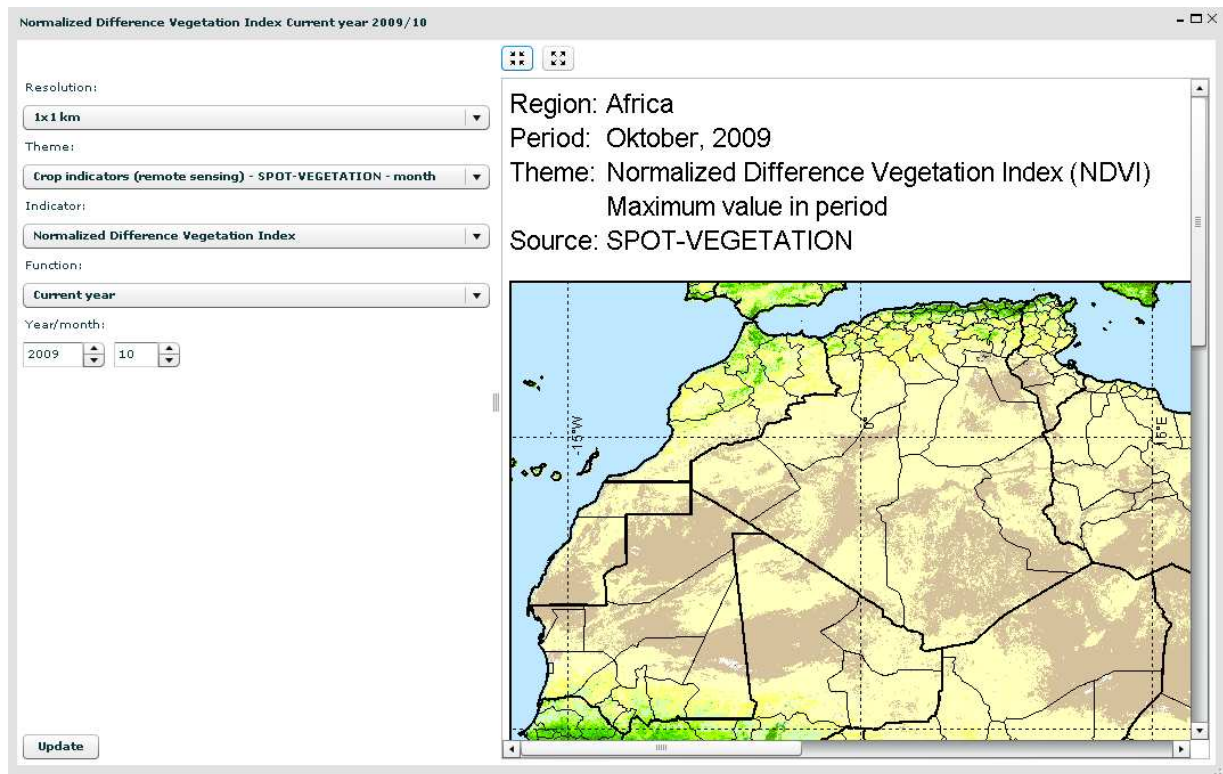 Normalized Difference Vegetation Index Current year 2009/10
Resolution:
1x1 km
Theme:
Crop indicators (remote sensing) - SPOT-VEGETATION - month
Indicator:
Normalized Difference Vegetation Index
Function:
Current year
Year/month:
2009 10
Update
Region: Africa
Period: Oktober, 2009
Theme: Normalized Difference Vegetation Index (NDVI)
Maximum value in period
Source: SPOT-VEGETATION
-15°W
0°
15°E